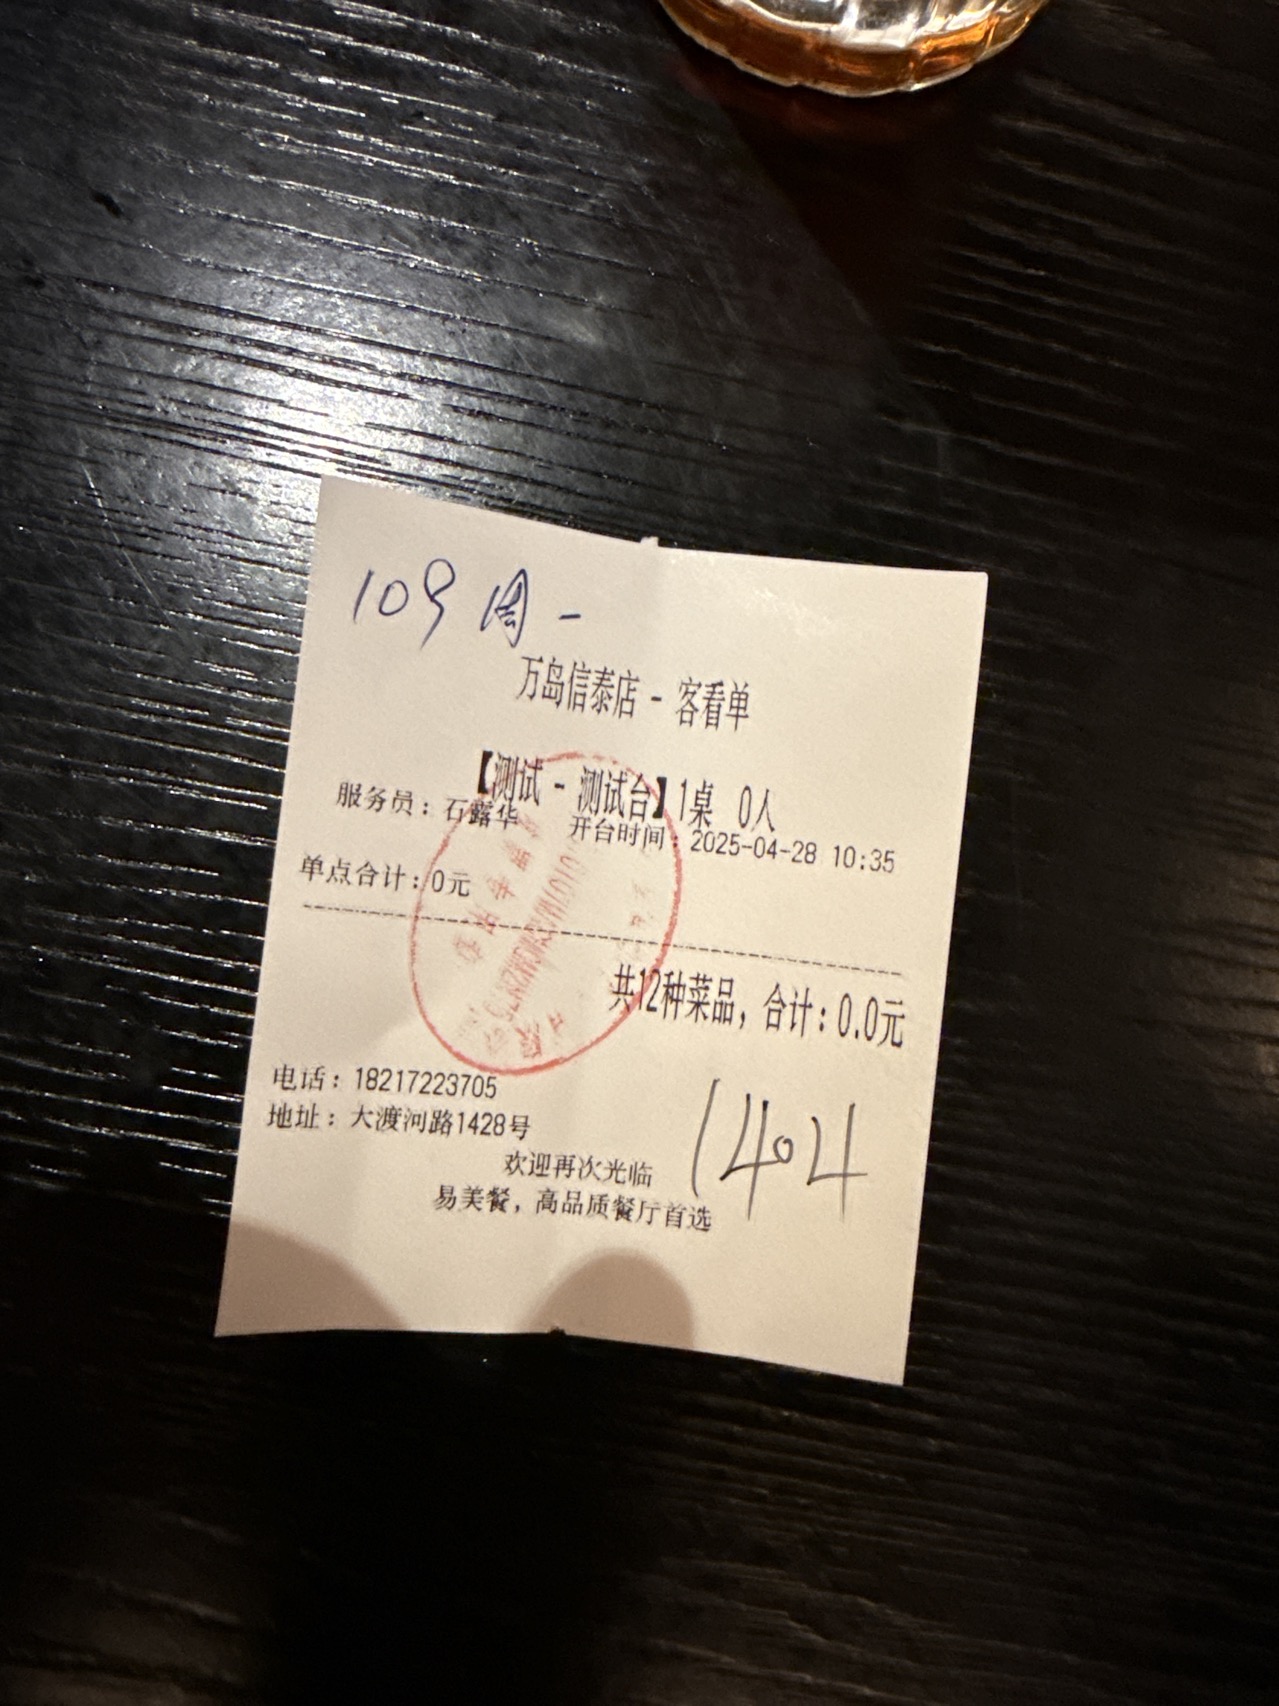 109 周一
万岛信泰店 - 客看单
【测试 - 测试台】1桌 0人
服务员：石露华 开台时间：2025-04-28 10:35
单点合计：0元
共12种菜品，合计：0.0元
电话：18217223705
地址：大渡河路1428号
1404
欢迎再次光临
易美餐，高品质餐厅首选